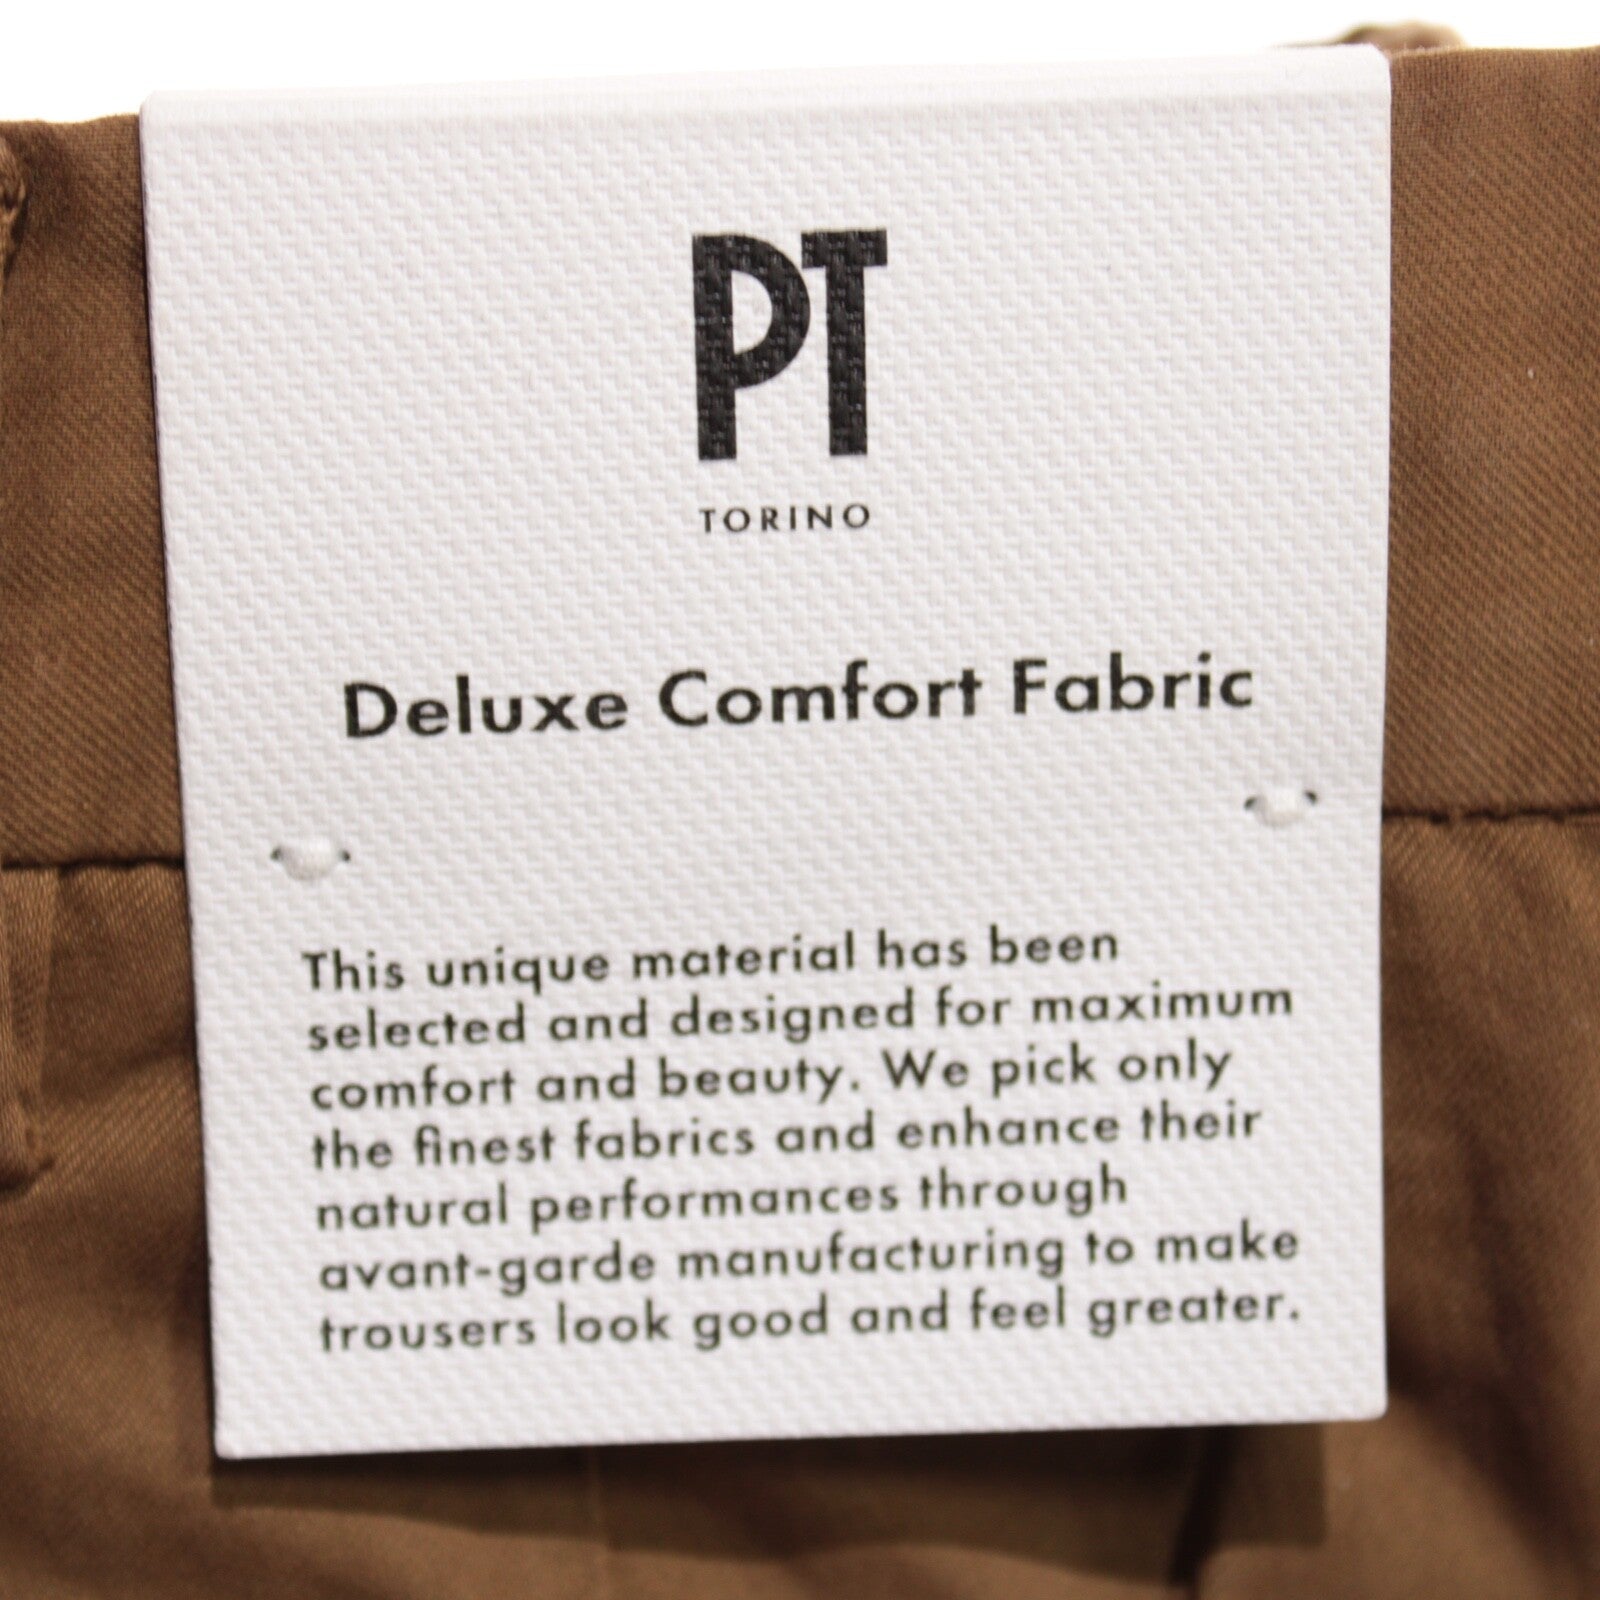 PT
TORINO
Deluxe Comfort Fabric
This unique material has been
selected and designed for maximum
comfort and beauty. We pick only
the finest fabrics and enhance their
natural performances through
avant-garde manufacturing to make
trousers look good and feel greater.